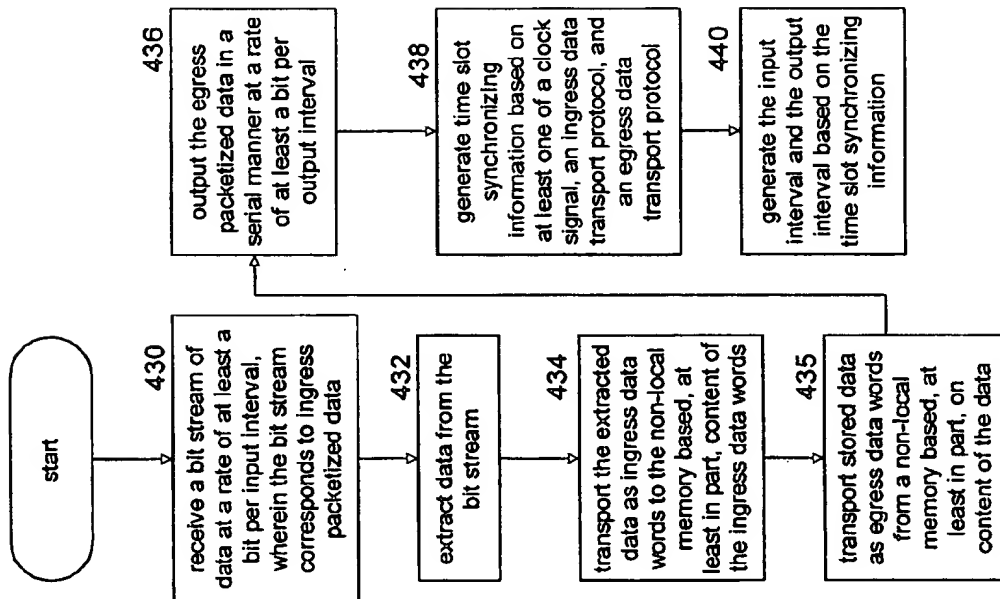 start
430
receive a bit stream of
data at a rate of at least a
bit per input interval,
wherein the bit stream
corresponds to ingress
packetized data
432
extract data from the
bit stream
434
transport the extracted
data as ingress data
words to the non-local
memory based, at
least in part, content of
the ingress data words
435
transport stored data
as egress data words
from a non-local
memory based, at
least in part, on
content of the data
436
output the egress
packetized data in a
serial manner at a rate
of at least a bit per
output interval
438
generate time slot
synchronizing
information based on
at least one of a clock
signal, an ingress data
transport protocol, and
an egress data
transport protocol
440
generate the input
interval and the output
interval based on the
time slot synchronizing
information